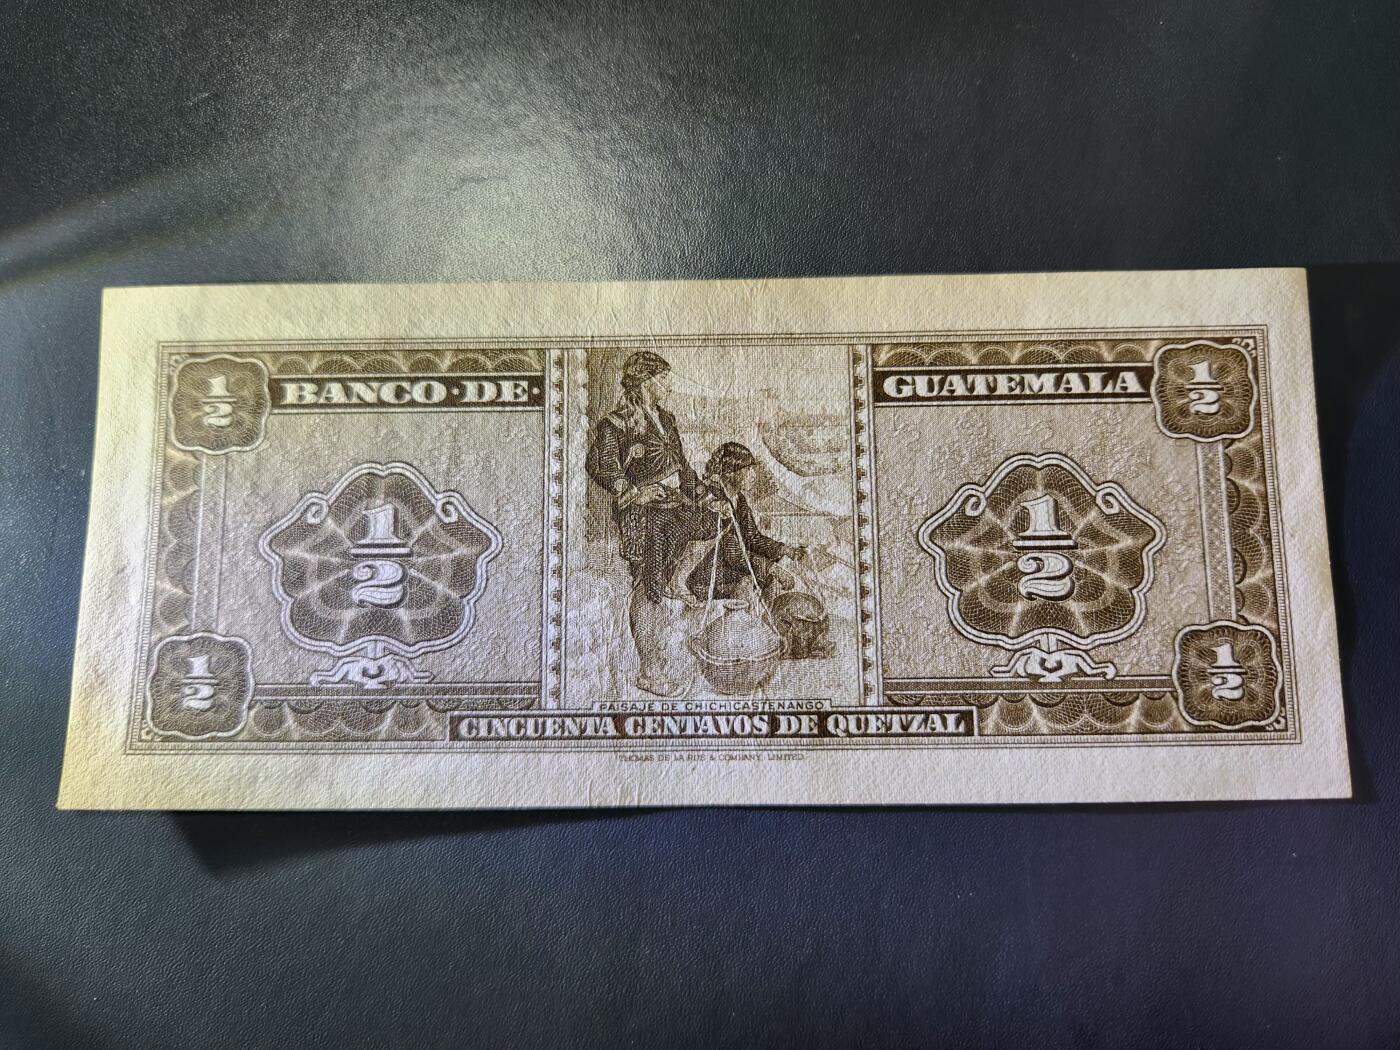 1/2
BANCO·DE·
GUATEMALA
1/2
1/2
1/2
1/2
1/2
PAISAJE DE CHICHICASTENANGO
CINCUENTA CENTAVOS DE QUETZAL
THOMAS DE LA RUE & COMPANY, LIMITED.